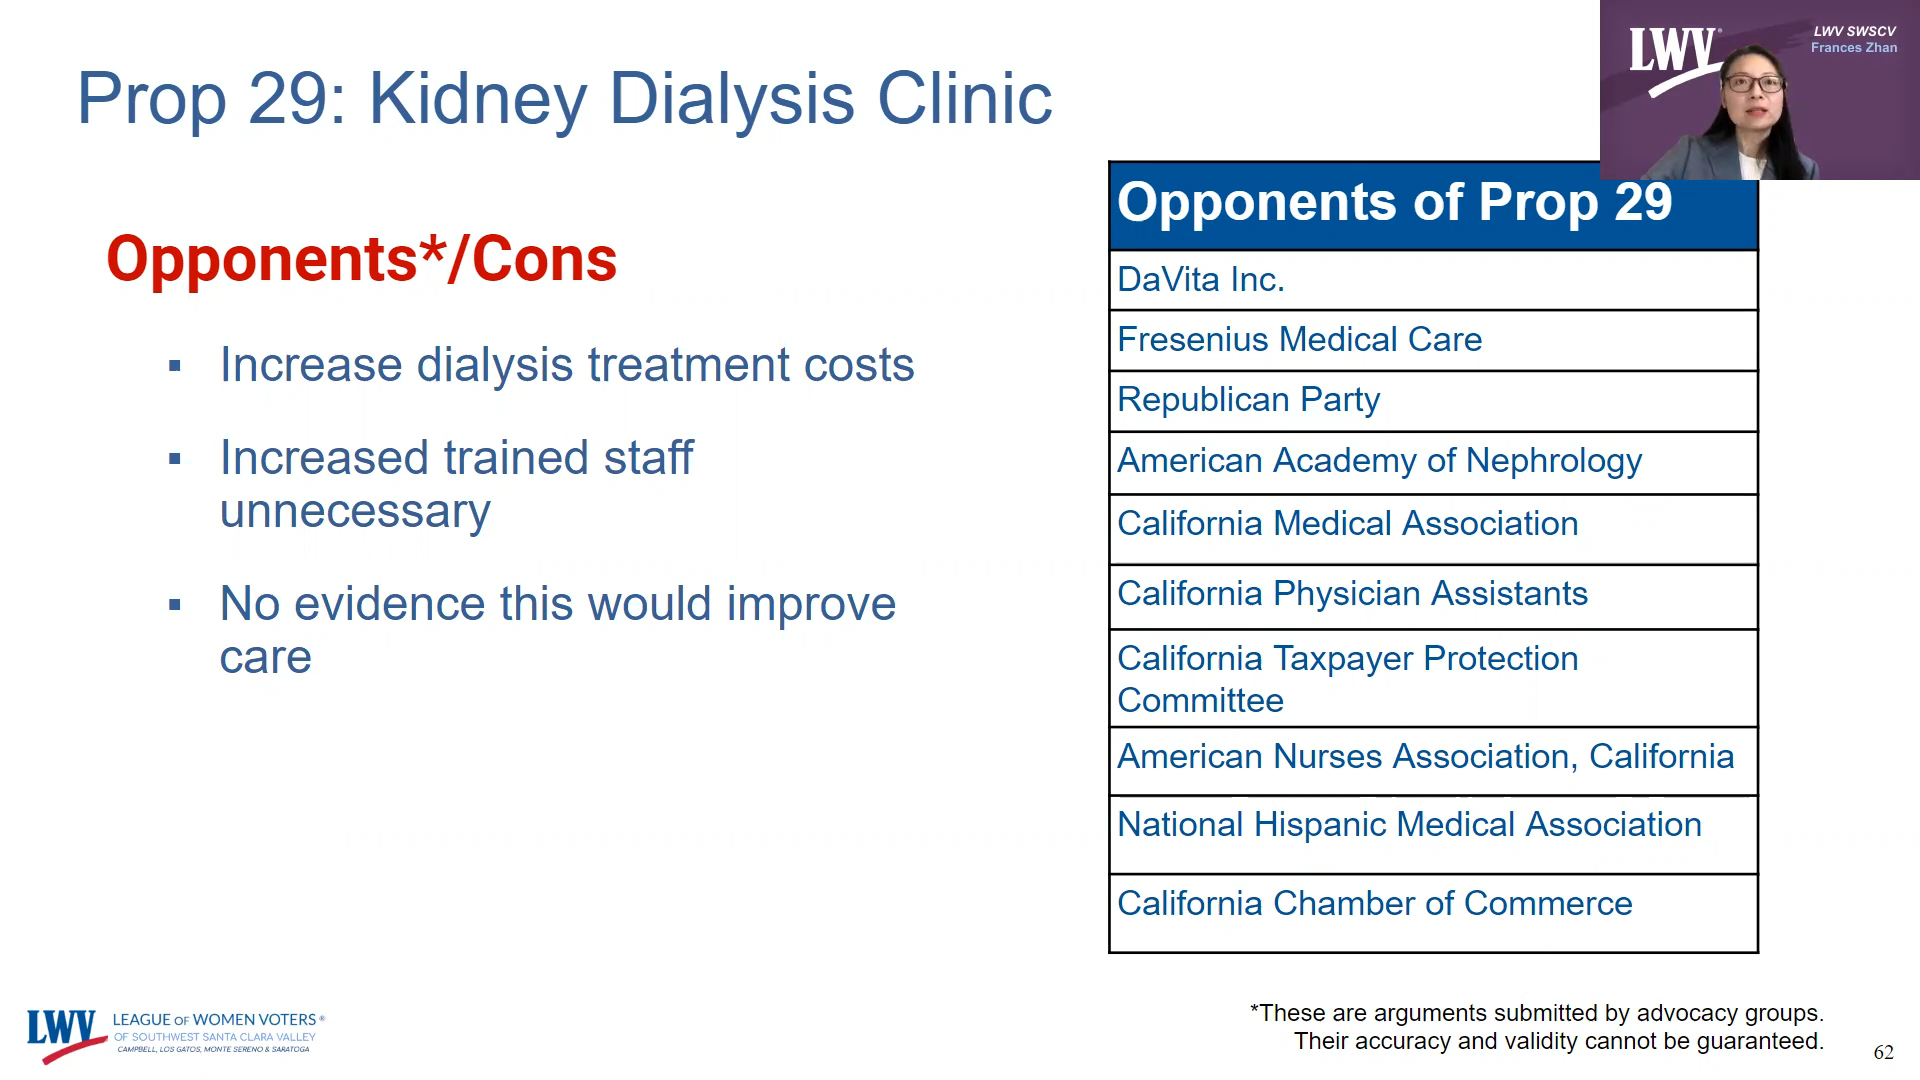 Prop 29: Kidney Dialysis Clinic
LWV®
LWV SWSCV
Frances Zhan
Opponents*/Cons
▪ Increase dialysis treatment costs
▪ Increased trained staff
unnecessary
▪ No evidence this would improve
care
Opponents of Prop 29
DaVita Inc.
Fresenius Medical Care
Republican Party
American Academy of Nephrology
California Medical Association
California Physician Assistants
California Taxpayer Protection
Committee
American Nurses Association, California
National Hispanic Medical Association
California Chamber of Commerce
LWV LEAGUE OF WOMEN VOTERS®
OF SOUTHWEST SANTA CLARA VALLEY
CAMPBELL, LOS GATOS, MONTE SERENO & SARATOGA
*These are arguments submitted by advocacy groups.
Their accuracy and validity cannot be guaranteed.
62